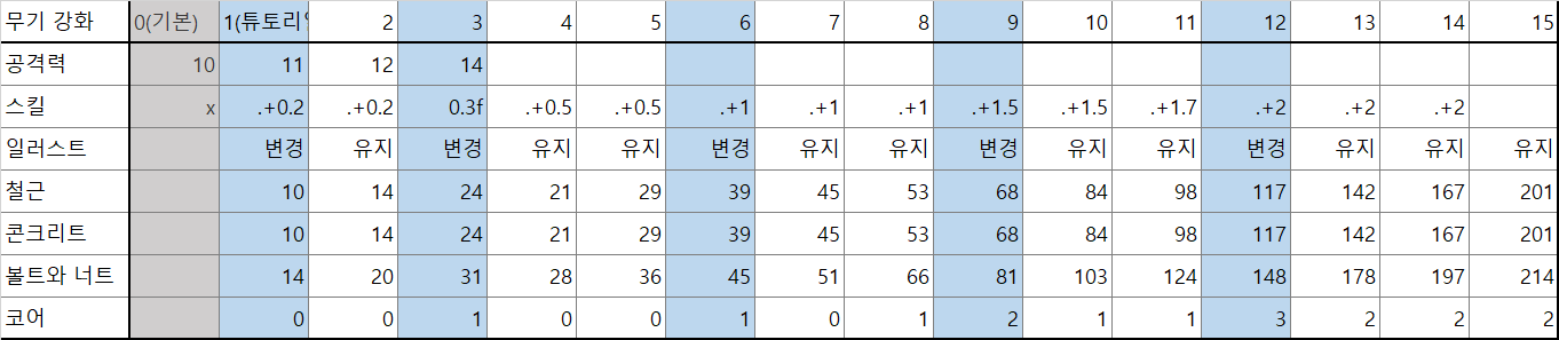 무기 강화 0(기본) 1(튜토리 2 3 4 5 6 7 8 9 10 11 12 13 14 15
공격력 10 11 12 14
스킬 x .+0.2 .+0.2 0.3f .+0.5 .+0.5 .+1 .+1 .+1 .+1.5 .+1.5 .+1.7 .+2 .+2 .+2
일러스트 변경 유지 변경 유지 유지 변경 유지 유지 변경 유지 유지 변경 유지 유지 유지
철근 10 14 24 21 29 39 45 53 68 84 98 117 142 167 201
콘크리트 10 14 24 21 29 39 45 53 68 84 98 117 142 167 201
볼트와 너트 14 20 31 28 36 45 51 66 81 103 124 148 178 197 214
코어 0 0 1 0 0 1 0 1 2 1 1 3 2 2 2